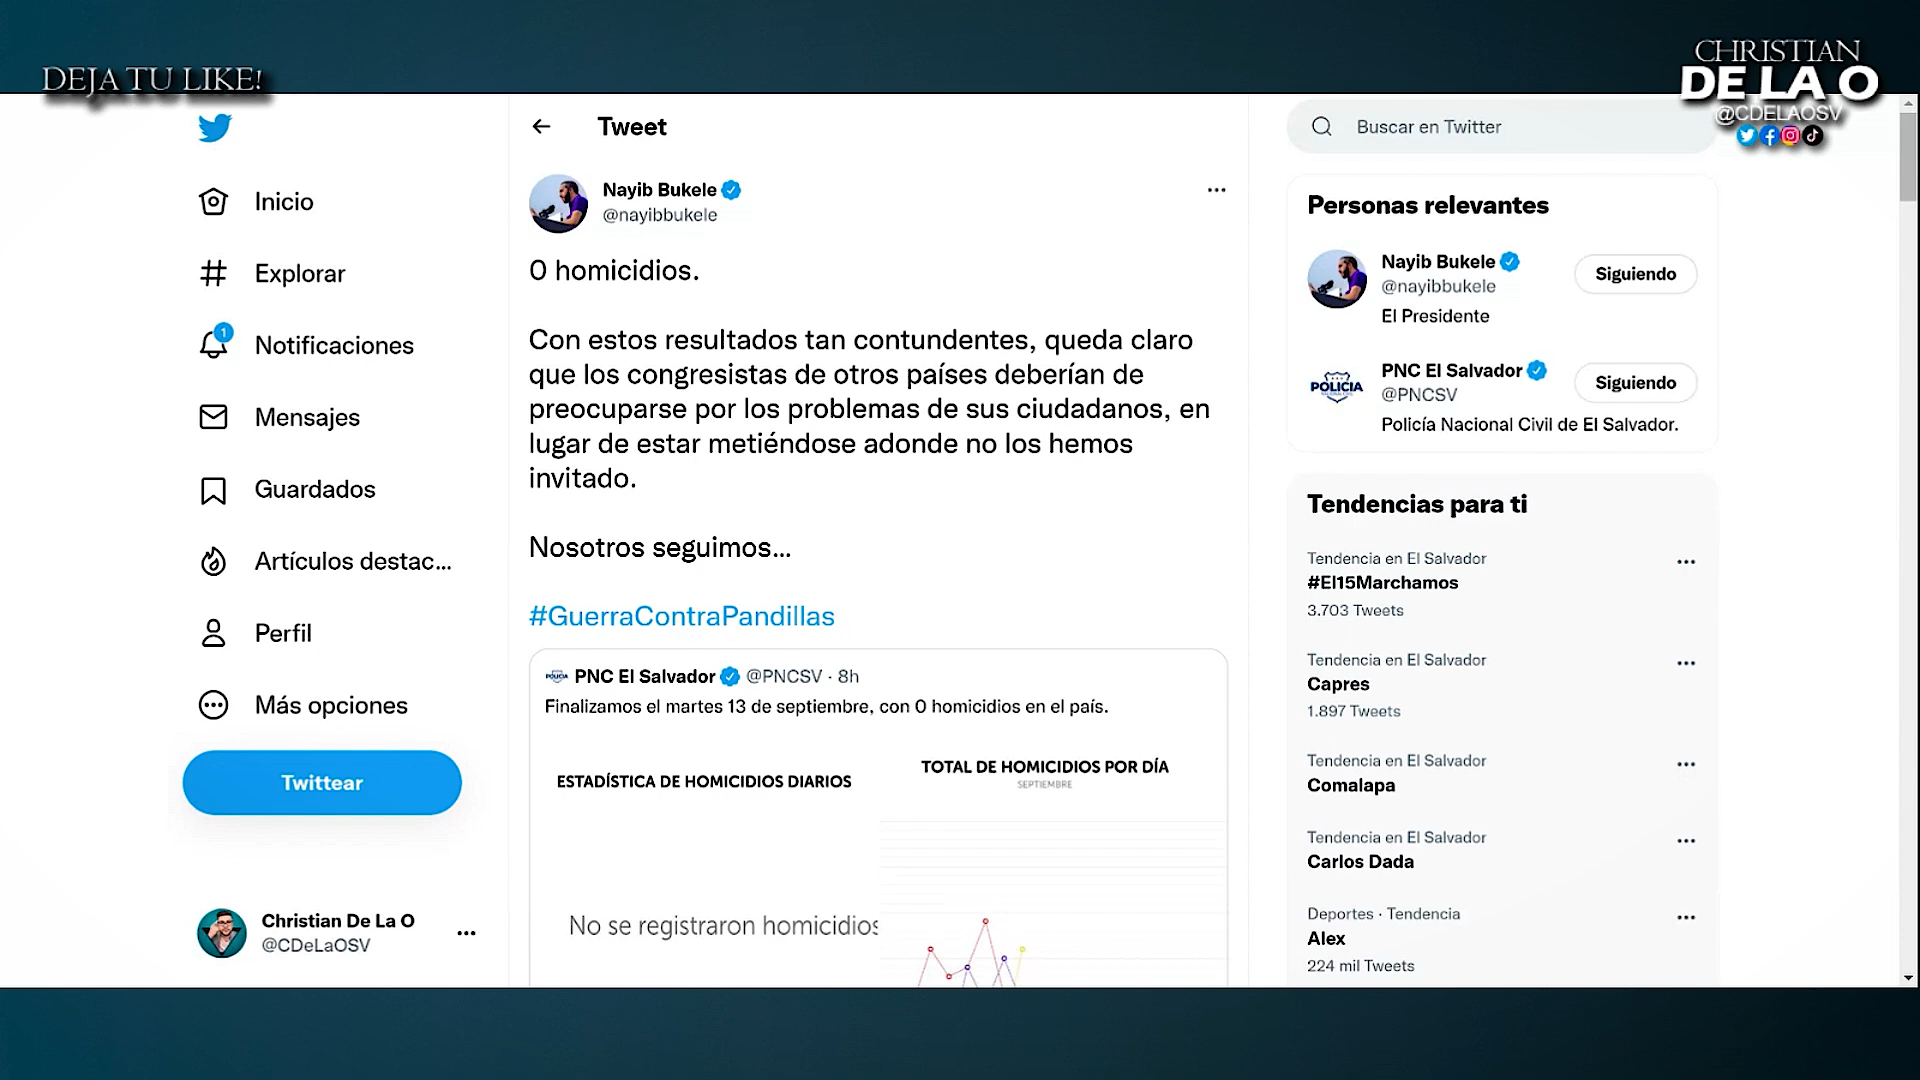 DEJA TU LIKE!
CHRISTIAN
DE LA O
@CDELAOSV
Inicio
Explorar
1
Notificaciones
Mensajes
Guardados
Artículos destac...
Perfil
Más opciones
Twittear
Christian De La O
@CDeLaOSV
Tweet
Nayib Bukele
@nayibbukele
0 homicidios.
Con estos resultados tan contundentes, queda claro
que los congresistas de otros países deberían de
preocuparse por los problemas de sus ciudadanos, en
lugar de estar metiéndose adonde no los hemos
invitado.
Nosotros seguimos...
#GuerraContraPandillas
PNC El Salvador @PNCSV · 8h
Finalizamos el martes 13 de septiembre, con 0 homicidios en el país.
ESTADÍSTICA DE HOMICIDIOS DIARIOS
No se registraron homicidios
TOTAL DE HOMICIDIOS POR DÍA
SEPTIEMBRE
Buscar en Twitter
Personas relevantes
Nayib Bukele
@nayibbukele
Siguiendo
El Presidente
POLICIA
PNC El Salvador
@PNCSV
Siguiendo
Policía Nacional Civil de El Salvador.
Tendencias para ti
Tendencia en El Salvador
#El15Marchamos
3.703 Tweets
Tendencia en El Salvador
Capres
1.897 Tweets
Tendencia en El Salvador
Comalapa
Tendencia en El Salvador
Carlos Dada
Deportes · Tendencia
Alex
224 mil Tweets